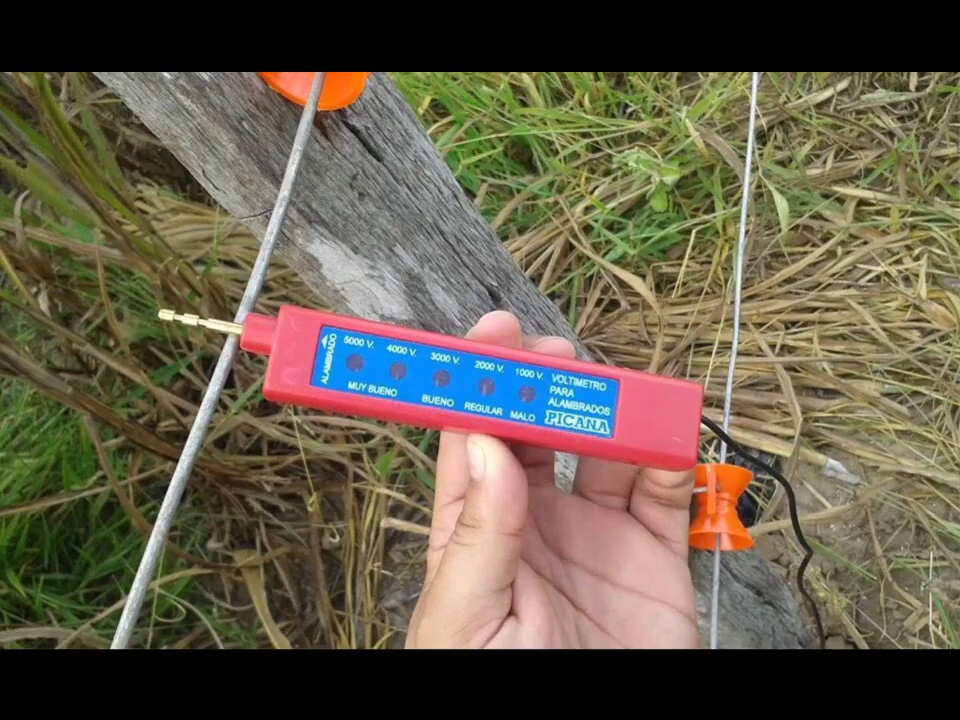 ALAMBRADO
5000 V. 4000 V. 3000 V. 2000 V. 1000 V.
MUY BUENO BUENO REGULAR MALO
VOLTIMETRO
PARA
ALAMBRADOS
PICANA